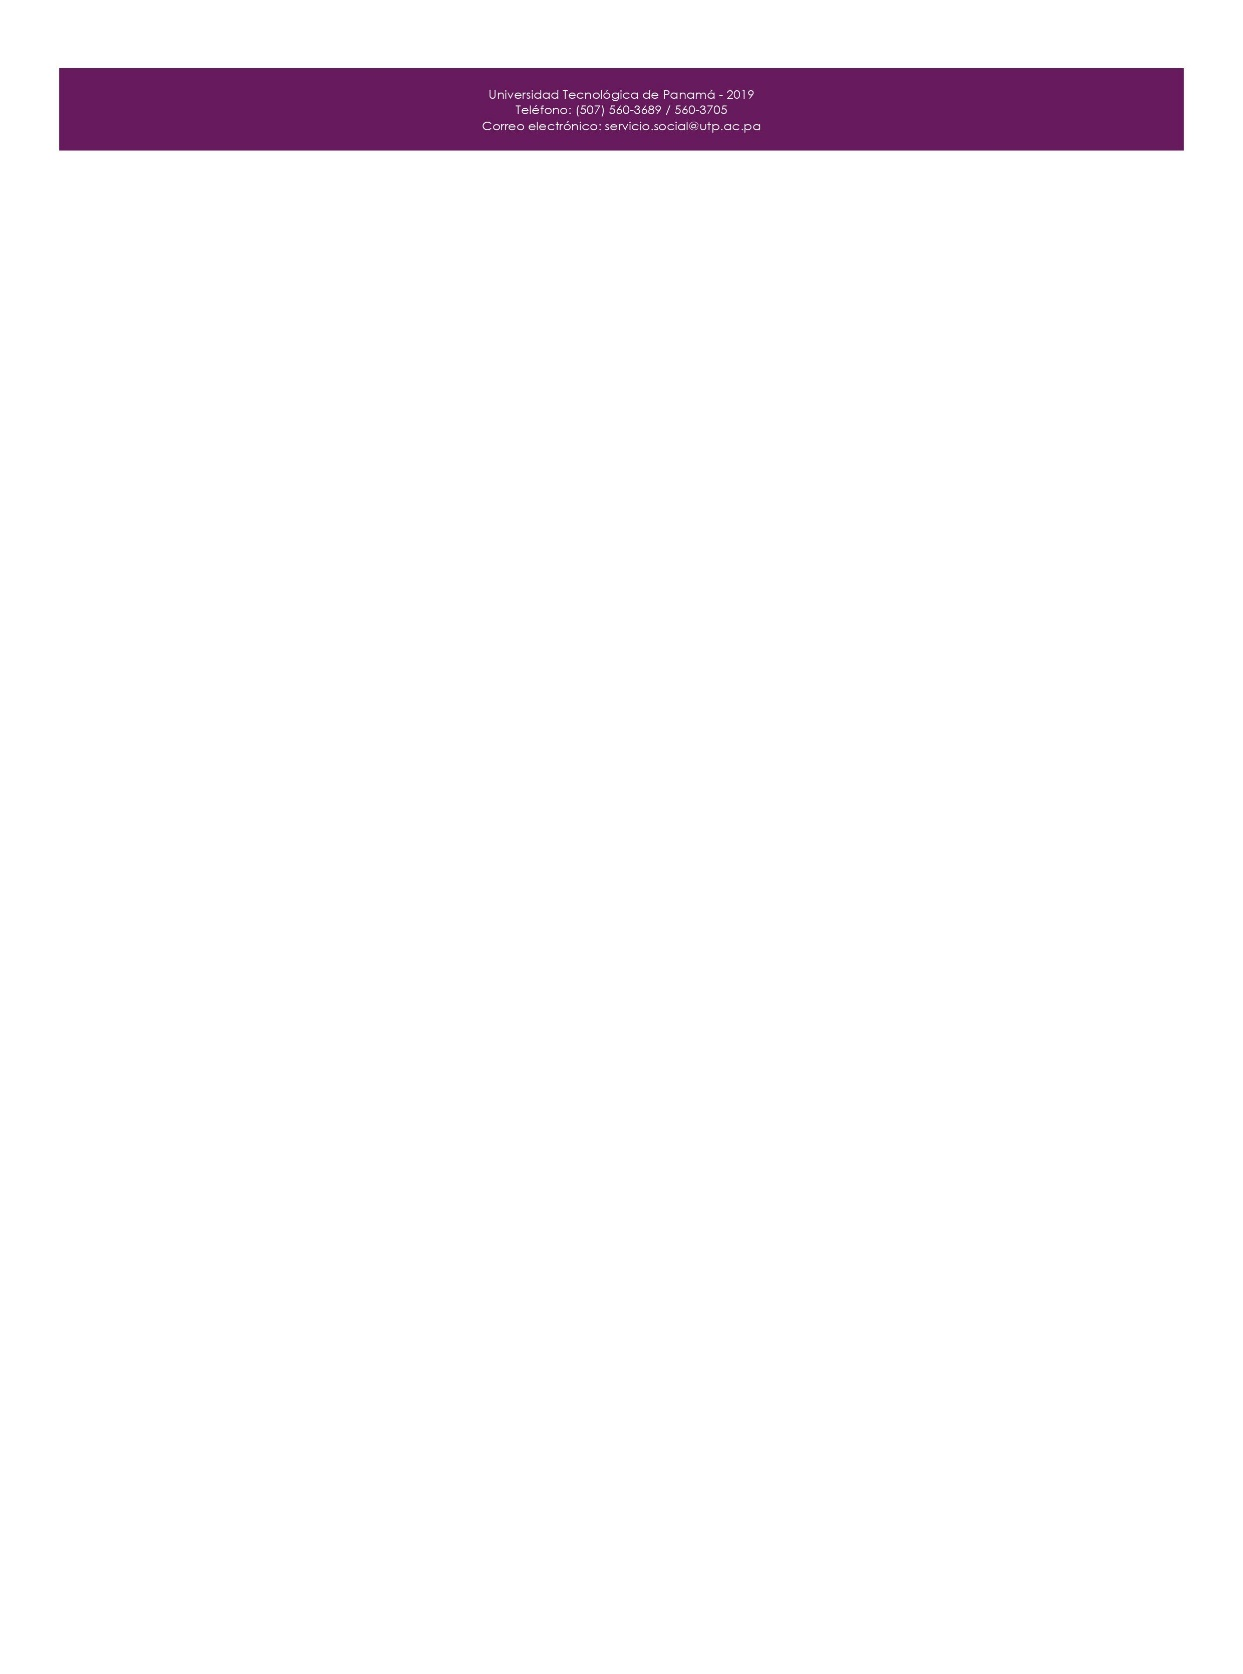 Universidad Tecnológica de Panamá - 2019
Teléfono: (507) 560-3689 / 560-3705
Correo electrónico: servicio.social@utp.ac.pa